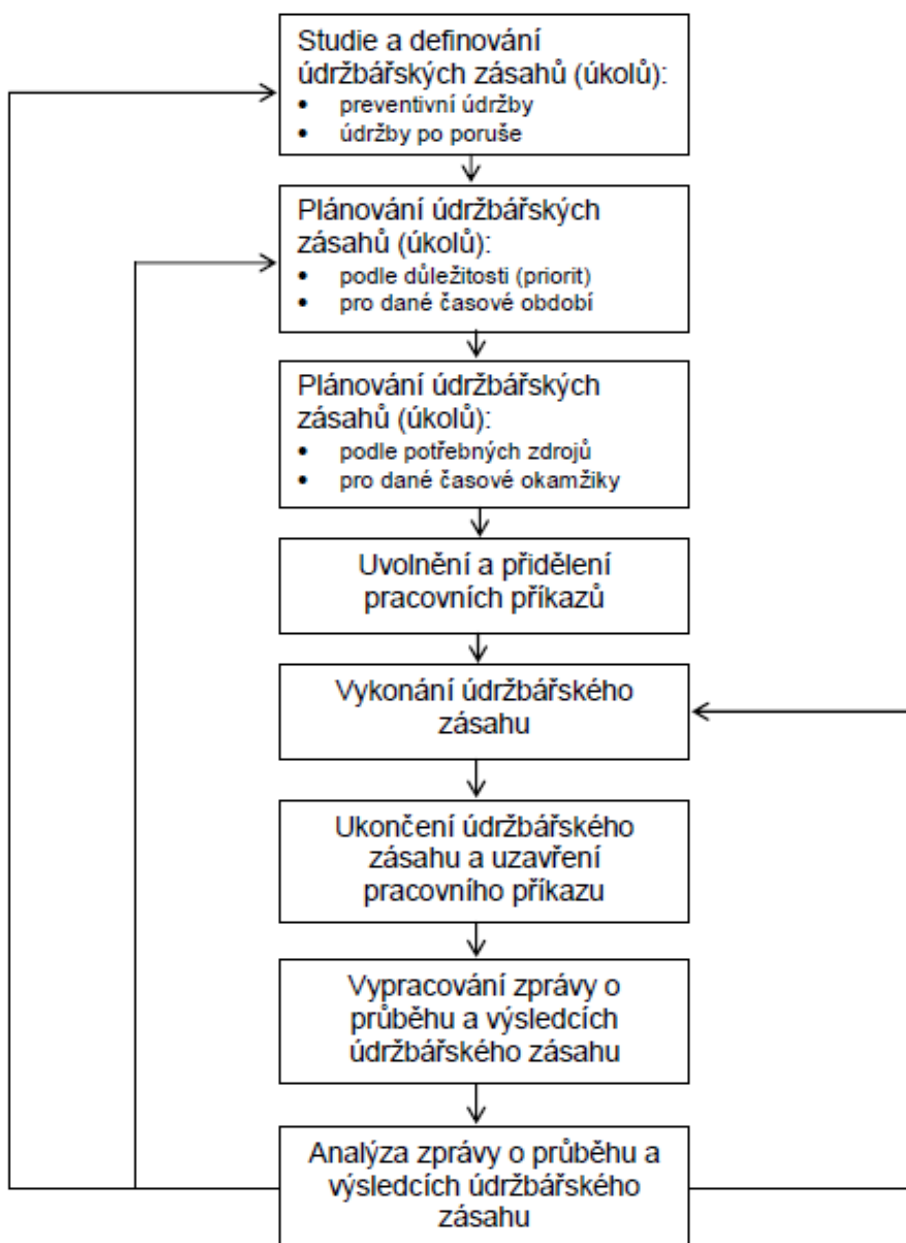 Studie a definování
údržbářských zásahů (úkolů):
• preventivní údržby
• údržby po poruše
Plánování údržbářských
zásahů (úkolů):
• podle důležitosti (priorit)
• pro dané časové období
Plánování údržbářských
zásahů (úkolů):
• podle potřebných zdrojů
• pro dané časové okamžiky
Uvolnění a přidělení
pracovních příkazů
Vykonání údržbářského
zásahu
Ukončení údržbářského
zásahu a uzavření
pracovního příkazu
Vypracování zprávy o
průběhu a výsledcích
údržbářského zásahu
Analýza zprávy o průběhu a
výsledcích údržbářského
zásahu